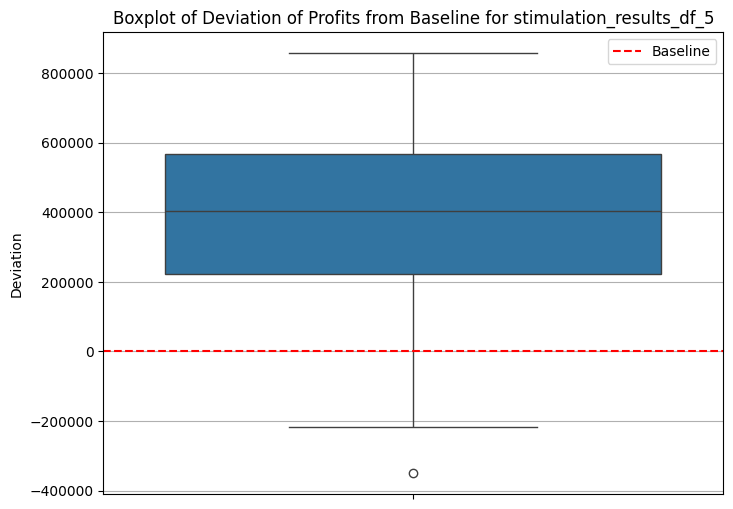 Boxplot of Deviation of Profits from Baseline for stimulation_results_df_5
Baseline
800000
600000
400000
200000
0
−200000
−400000
Deviation